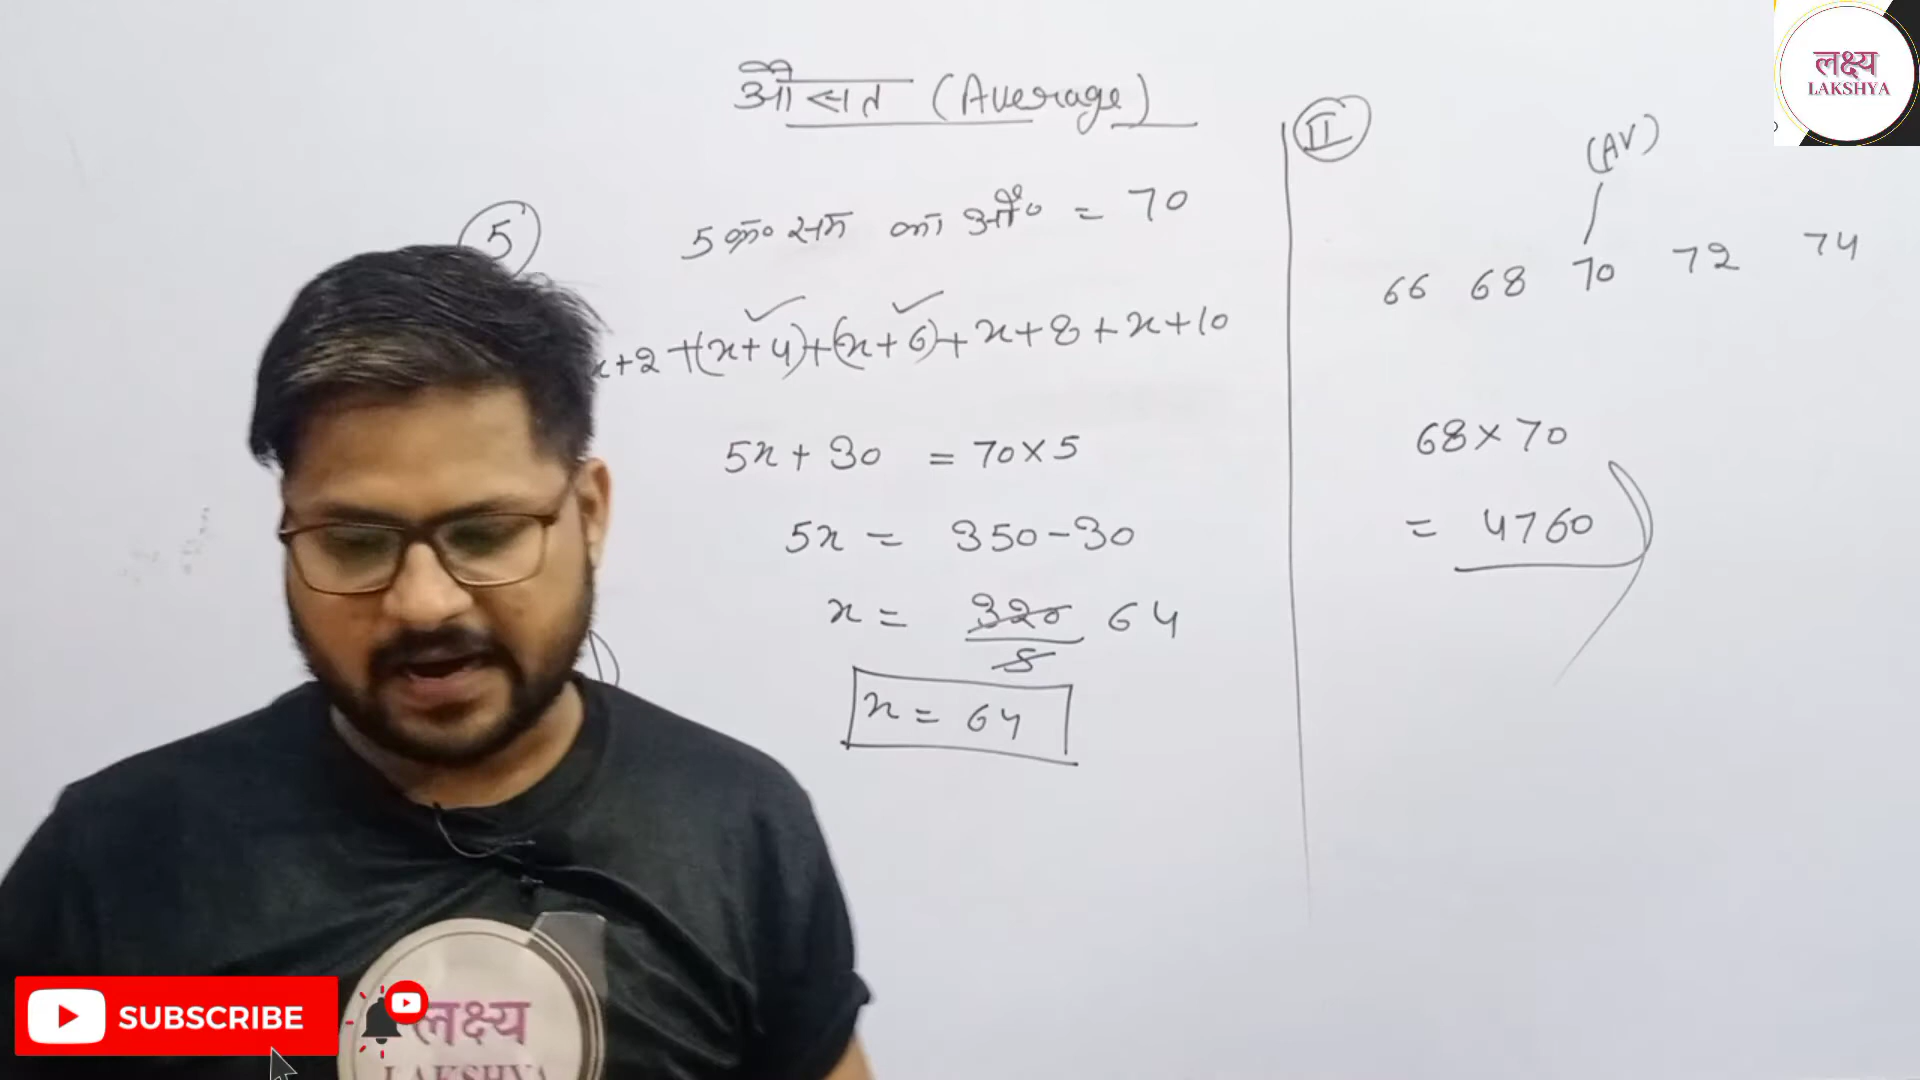 औसत (Average)
5
5 क्र० सम का औ० = 70
x+2+(x+4)+(x+6)+x+8+x+10
5x+30 = 70×5
5x = 350-30
x = 320/5 64
x = 64
II
(AV)
66 68 70 72 74
68×70
= 4760
लक्ष्य
LAKSHYA
SUBSCRIBE
लक्ष्य
LAKSHYA